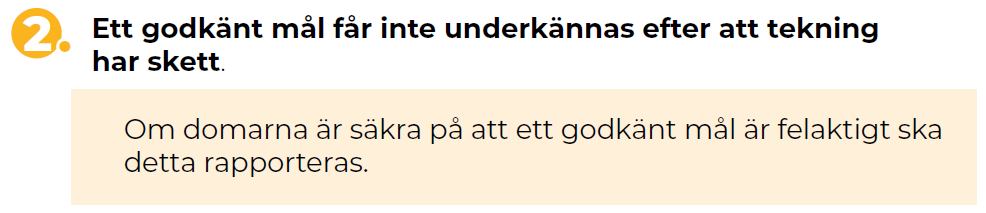 2. Ett godkänt mål får inte underkännas efter att tekning
har skett.
Om domarna är säkra på att ett godkänt mål är felaktigt ska
detta rapporteras.